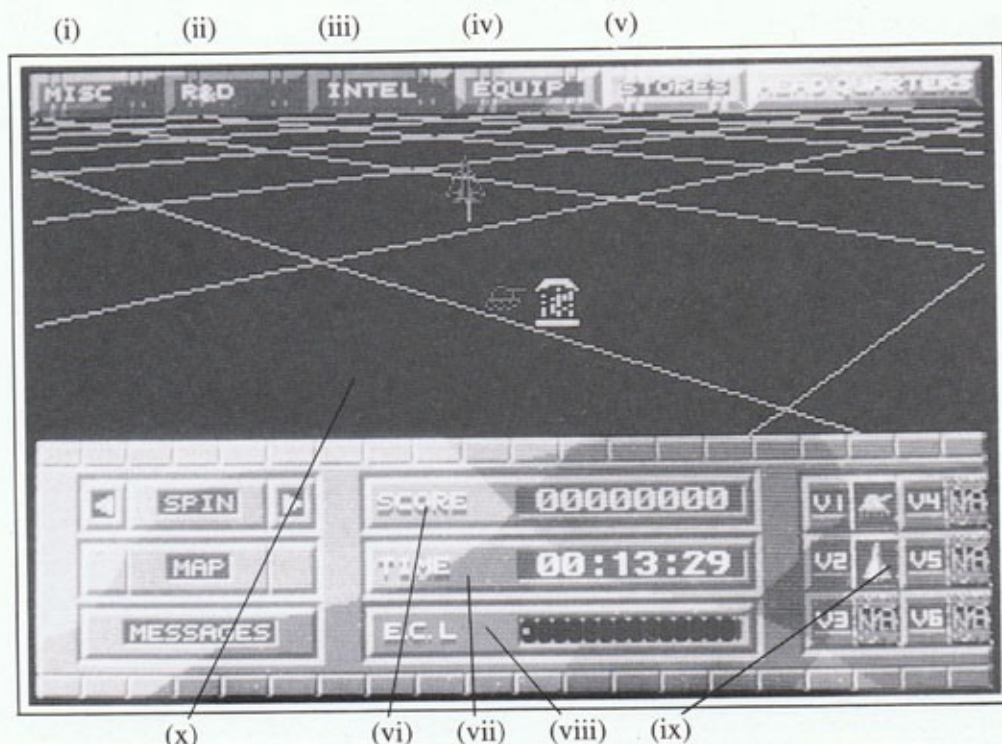 (i) (ii) (iii) (iv) (v)
MISC R&D INTEL EQUIP STORES HEAD QUARTERS
SPIN SCORE 00000000 V1 V4 NA
MAP TIME 00:13:29 V2 V5 NA
MESSAGES E.C.L V3 NA V6 NA
(x) (vi) (vii) (viii) (ix)